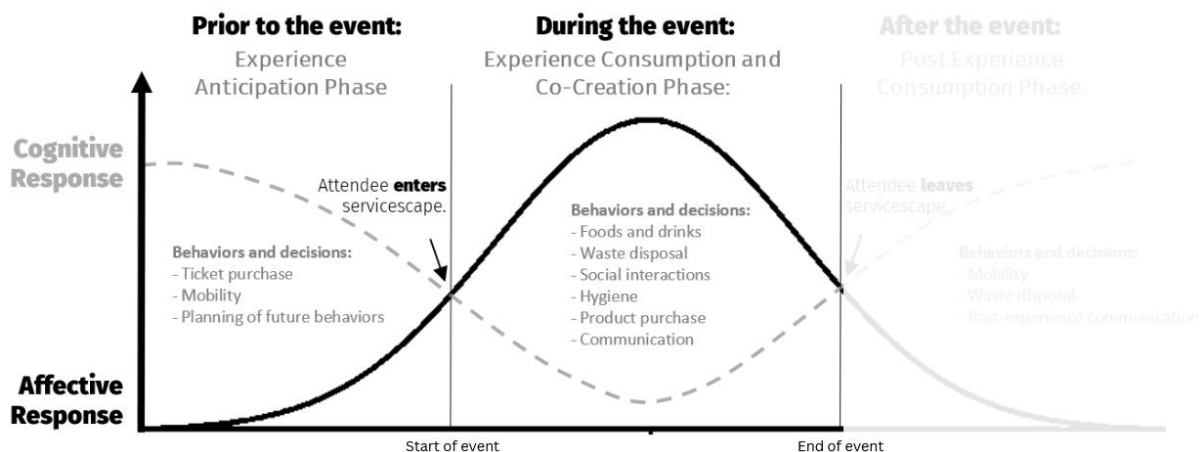 Prior to the event:
Experience
Anticipation Phase
During the event:
Experience Consumption and
Co-Creation Phase:
After the event:
Post Experience
Consumption Phase:
Cognitive
Response
Attendee enters
servicescape.
Attendee leaves
servicescape.
Behaviors and decisions:
- Ticket purchase
- Mobility
- Planning of future behaviors
Behaviors and decisions:
- Foods and drinks
- Waste disposal
- Social interactions
- Hygiene
- Product purchase
- Communication
Behaviors and decisions:
- Mobility
- Waste disposal
- Post-experience communication
Affective
Response
Start of event
End of event